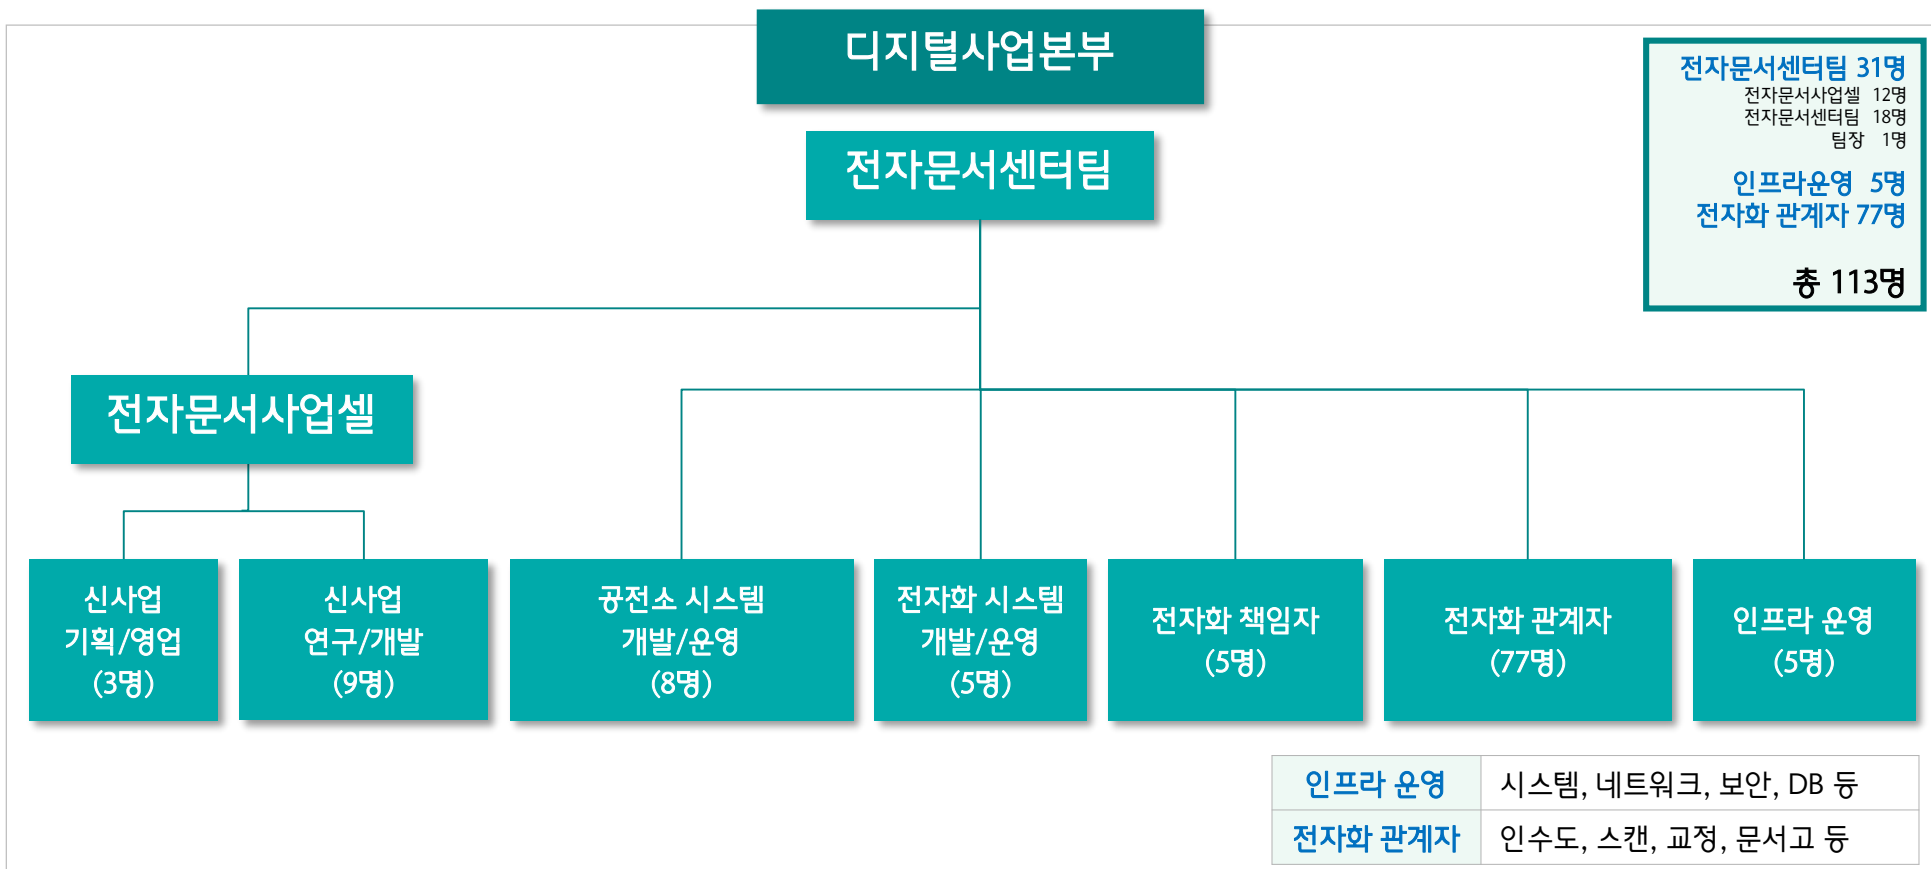 디지털사업본부
전자문서센터팀
전자문서센터팀 31명
전자문서사업셀 12명
전자문서센터팀 18명
팀장 1명
인프라운영 5명
전자화 관계자 77명
총 113명
전자문서사업셀
신사업
기획/영업
(3명)
신사업
연구/개발
(9명)
공전소 시스템
개발/운영
(8명)
전자화 시스템
개발/운영
(5명)
전자화 책임자
(5명)
전자화 관계자
(77명)
인프라 운영
(5명)
인프라 운영 시스템, 네트워크, 보안, DB 등
전자화 관계자 인수도, 스캔, 교정, 문서고 등